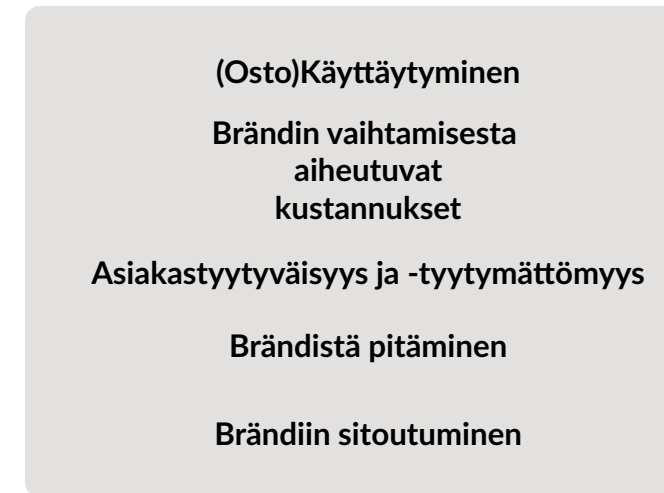 (Osto)Käyttäytyminen
Brändin vaihtamisesta
aiheutuvat
kustannukset
Asiakastyytyväisyys ja -tyytymättömyys
Brändistä pitäminen
Brändiin sitoutuminen